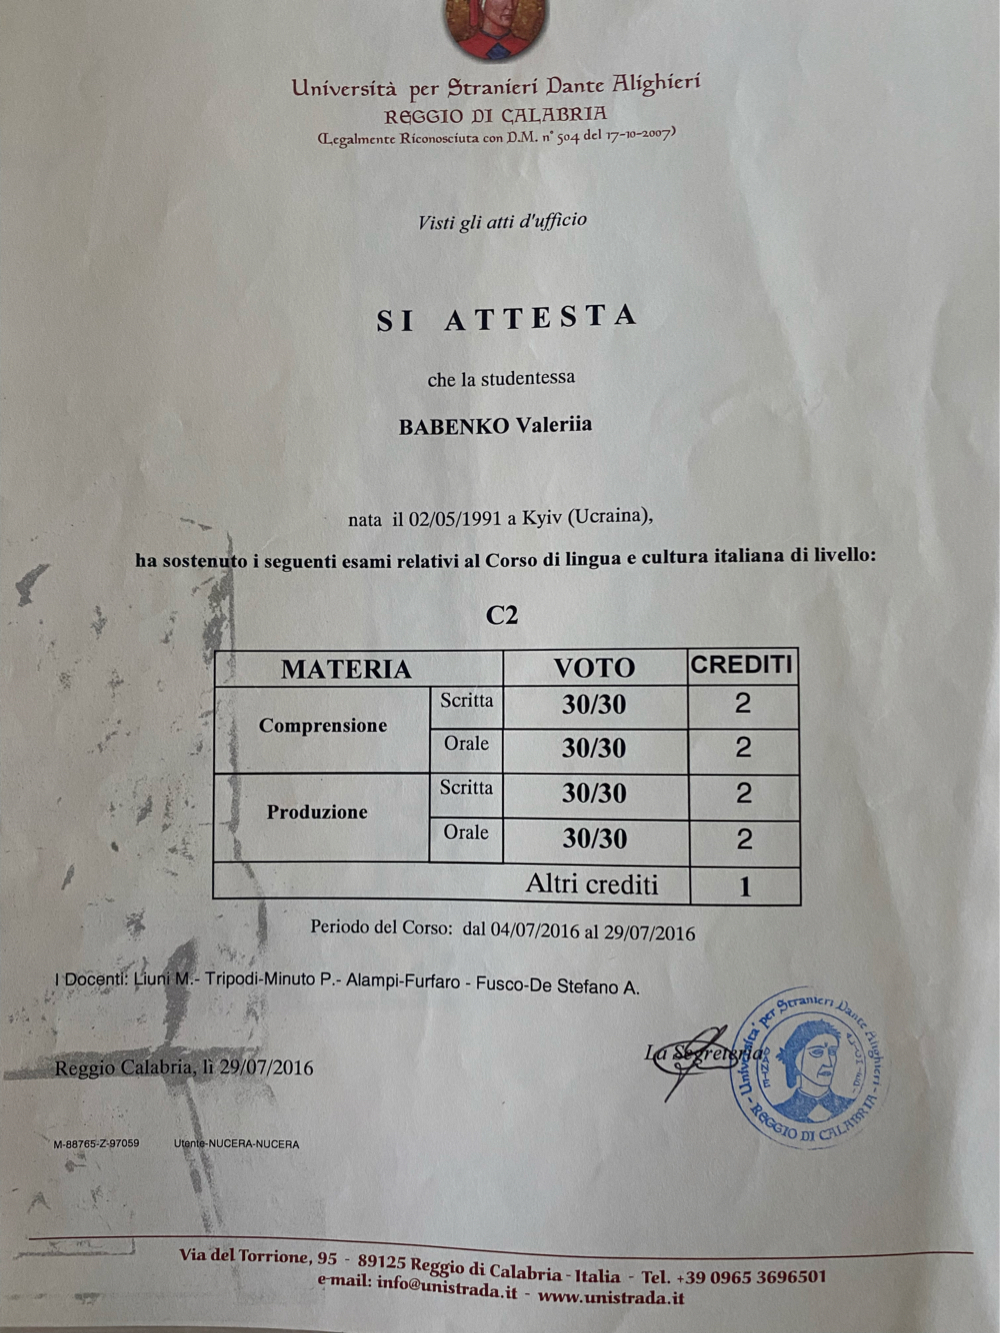 Università per Stranieri Dante Alighieri
REGGIO DI CALABRIA
(Legalmente Riconosciuta con D.M. n° 504 del 17-10-2007)
Visti gli atti d'ufficio
SI ATTESTA
che la studentessa
BABENKO Valeriia
nata il 02/05/1991 a Kyiv (Ucraina),
ha sostenuto i seguenti esami relativi al Corso di lingua e cultura italiana di livello:
C2
MATERIA VOTO CREDITI
Comprensione Scritta 30/30 2
Orale 30/30 2
Produzione Scritta 30/30 2
Orale 30/30 2
Altri crediti 1
Periodo del Corso: dal 04/07/2016 al 29/07/2016
I Docenti: Liuni M.- Tripodi-Minuto P.- Alampi-Furfaro - Fusco-De Stefano A.
La Segreteria
Università per Stranieri Dante Alighieri
- REGGIO DI CALABRIA -
Reggio Calabria, lì 29/07/2016
M-88765-Z-97059 Utente-NUCERA-NUCERA
Via del Torrione, 95 - 89125 Reggio di Calabria - Italia - Tel. +39 0965 3696501
e-mail: info@unistrada.it - www.unistrada.it